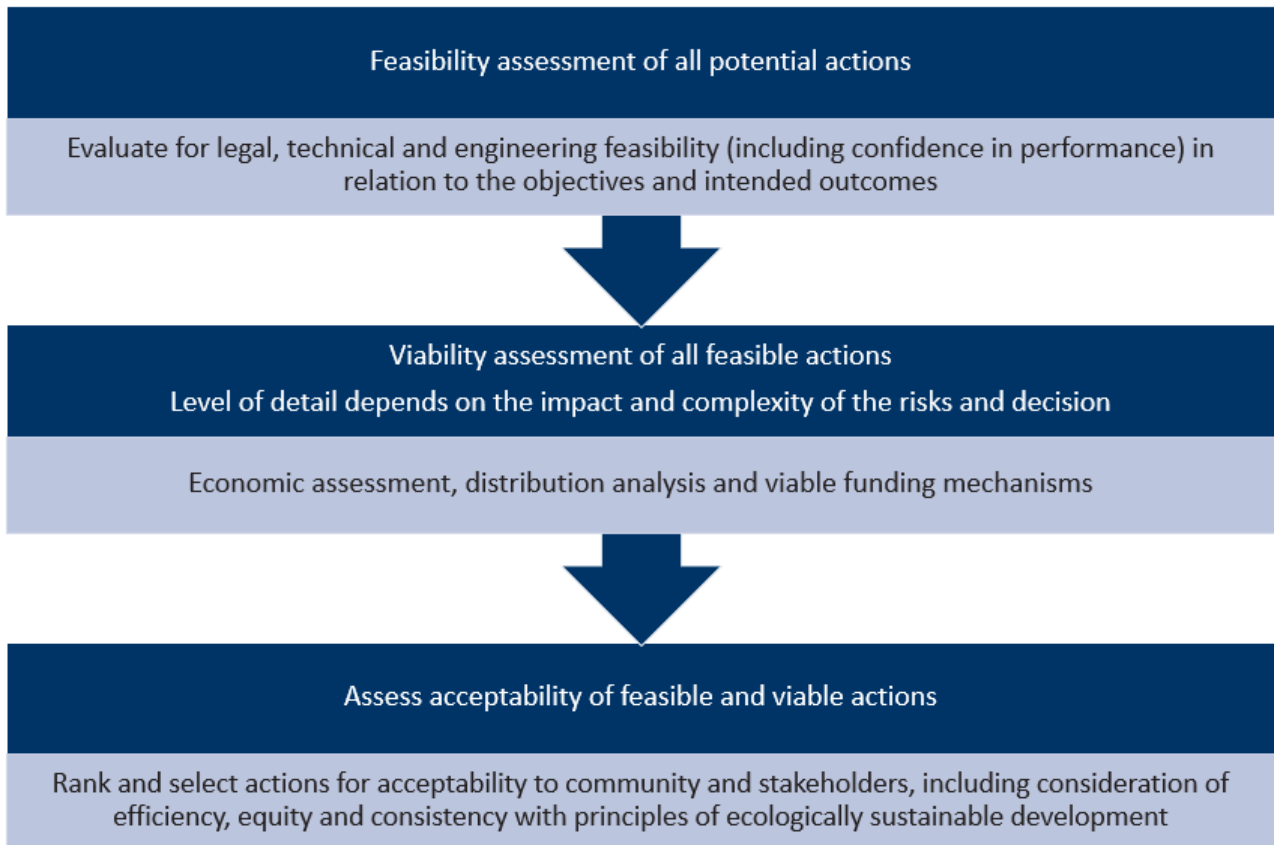 Feasibility assessment of all potential actions
Evaluate for legal, technical and engineering feasibility (including confidence in performance) in
relation to the objectives and intended outcomes
Viability assessment of all feasible actions
Level of detail depends on the impact and complexity of the risks and decision
Economic assessment, distribution analysis and viable funding mechanisms
Assess acceptability of feasible and viable actions
Rank and select actions for acceptability to community and stakeholders, including consideration of
efficiency, equity and consistency with principles of ecologically sustainable development